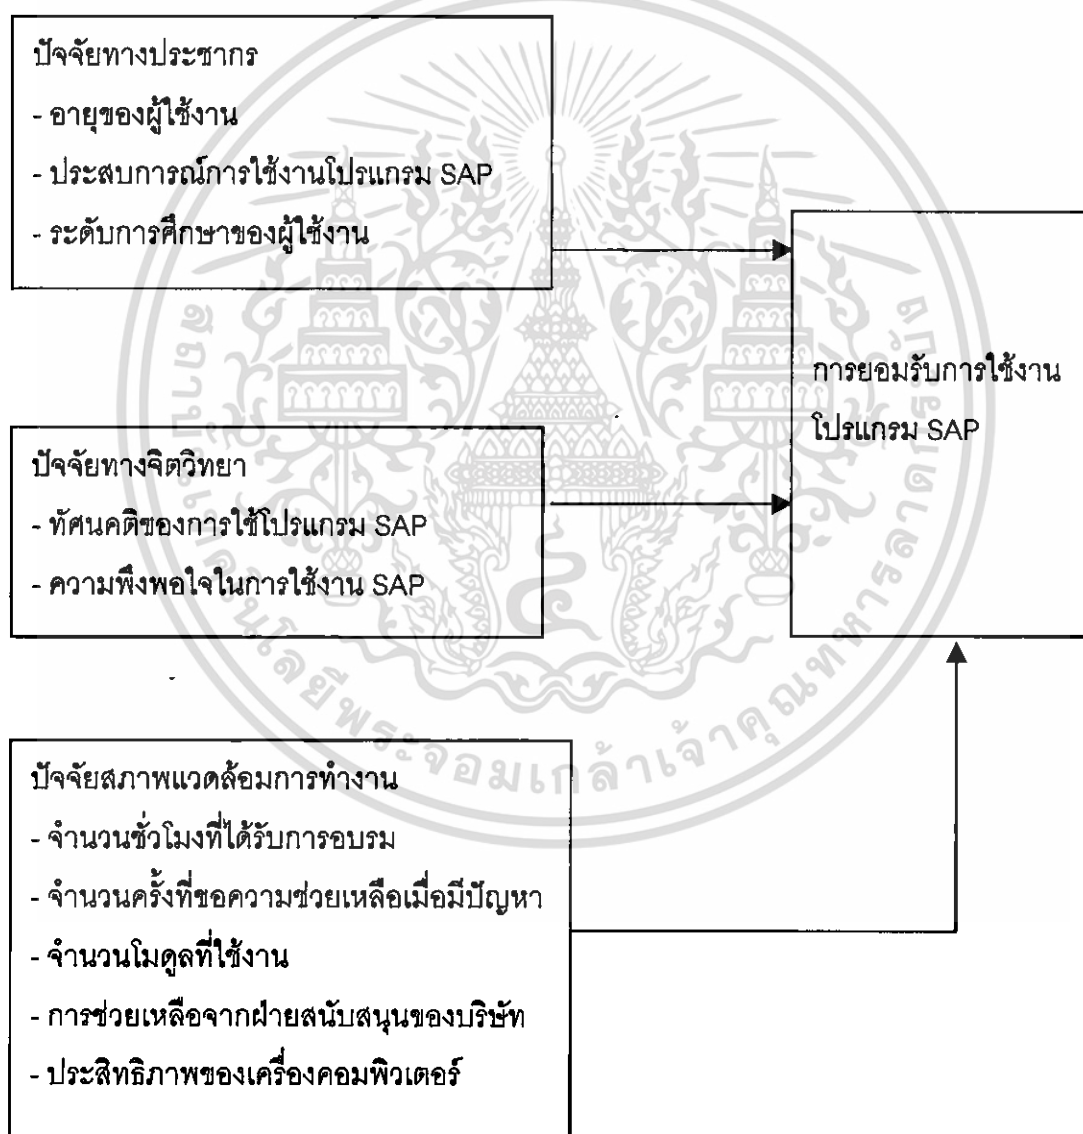 ปัจจัยทางประชากร
- อายุของผู้ใช้งาน
- ประสบการณ์การใช้งานโปรแกรม SAP
- ระดับการศึกษาของผู้ใช้งาน
การยอมรับการใช้งาน
โปรแกรม SAP
ปัจจัยทางจิตวิทยา
- ทัศนคติของการใช้โปรแกรม SAP
- ความพึงพอใจในการใช้งาน SAP
ปัจจัยสภาพแวดล้อมการทำงาน
- จำนวนชั่วโมงที่ได้รับการอบรม
- จำนวนครั้งที่ขอความช่วยเหลือเมื่อมีปัญหา
- จำนวนโมดูลที่ใช้งาน
- การช่วยเหลือจากฝ่ายสนับสนุนของบริษัท
- ประสิทธิภาพของเครื่องคอมพิวเตอร์